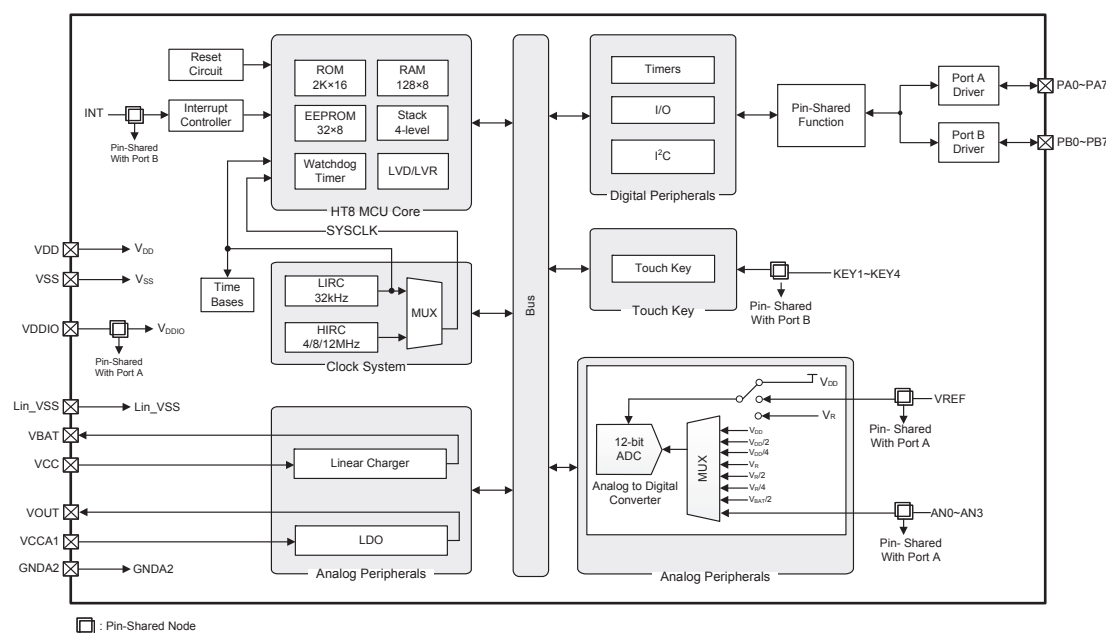 Reset
Circuit
INT
Interrupt
Controller
Pin-Shared
With Port B
ROM
2K×16
RAM
128×8
EEPROM
32×8
Stack
4-level
Watchdog
Timer
LVD/LVR
HT8 MCU Core
SYSCLK
VDD
VDD
VSS
VSS
Time
Bases
LIRC
32kHz
HIRC
4/8/12MHz
MUX
Clock System
VDDIO
VDDIO
Pin-Shared
With Port A
Lin_VSS
Lin_VSS
VBAT
VCC
Linear Charger
VOUT
VCCA1
LDO
GNDA2
GNDA2
Analog Peripherals
Bus
Timers
I/O
I²C
Digital Peripherals
Pin-Shared
Function
Port A
Driver
PA0~PA7
Port B
Driver
PB0~PB7
Touch Key
Touch Key
KEY1~KEY4
Pin- Shared
With Port B
VDD
VREF
Pin- Shared
With Port A
VR
12-bit
ADC
Analog to Digital
Converter
MUX
VDD
VDD/2
VDD/4
VR
VR/2
VR/4
VBAT/2
AN0~AN3
Pin- Shared
With Port A
Analog Peripherals
: Pin-Shared Node